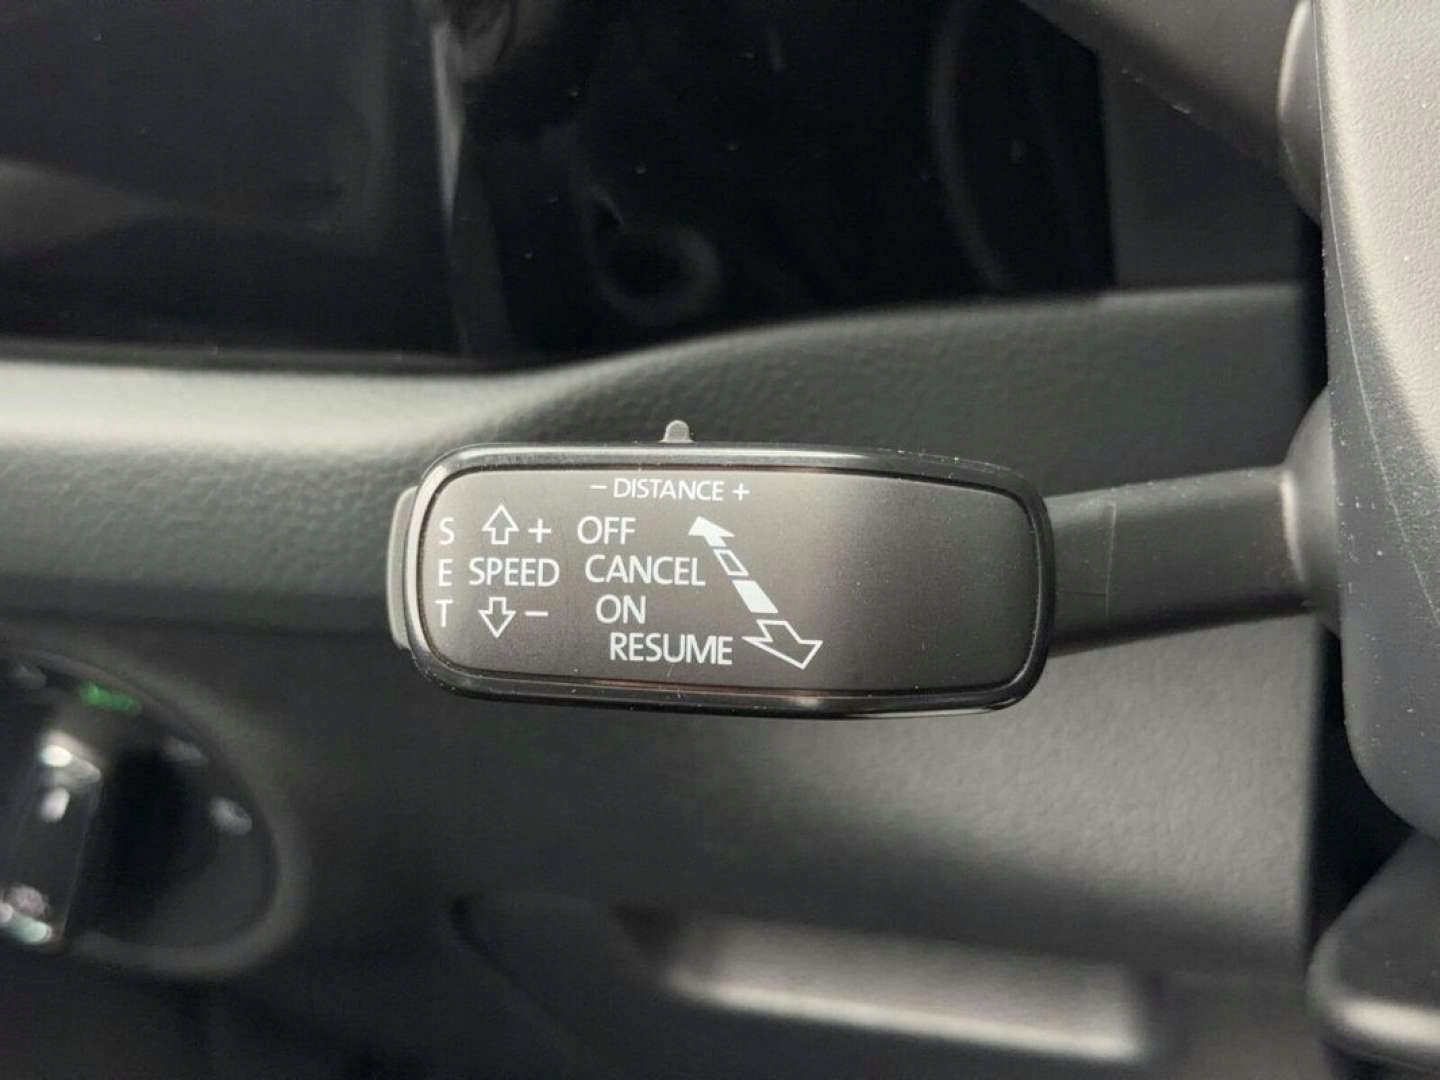 − DISTANCE +
S + OFF
E SPEED CANCEL
T − ON
RESUME